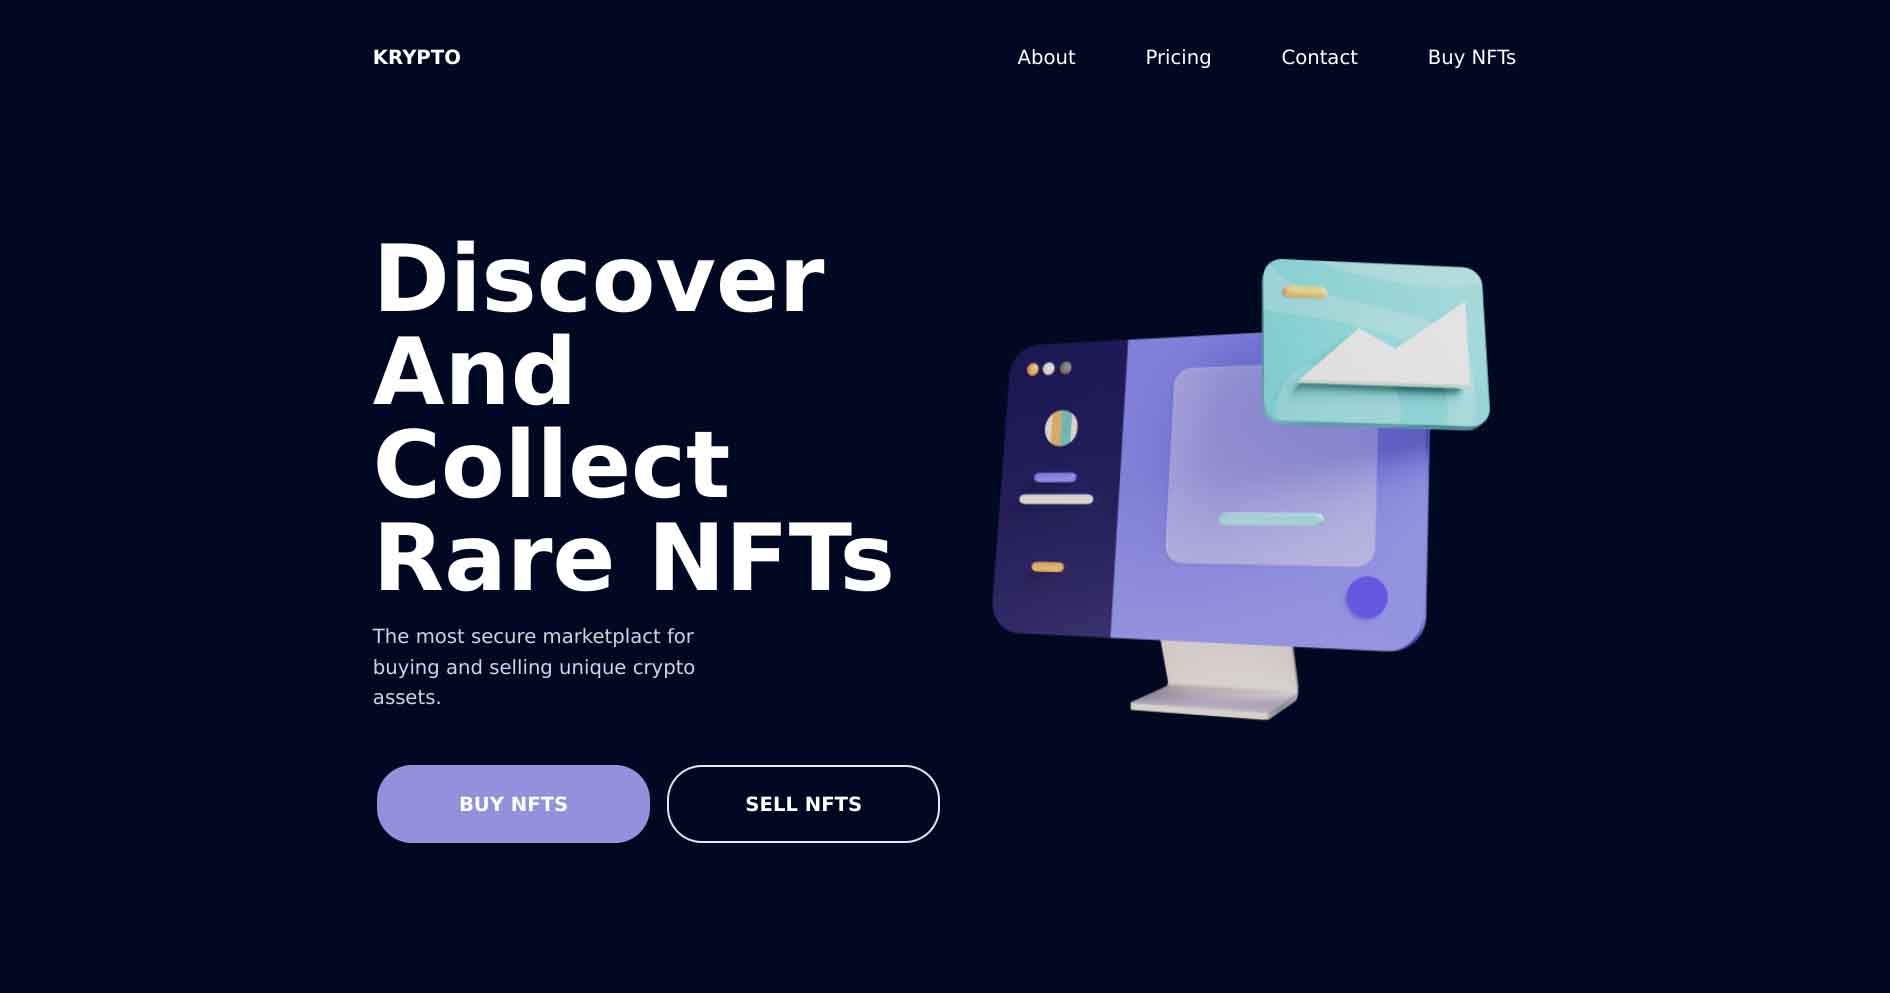 KRYPTO
About Pricing Contact Buy NFTs
Discover
And
Collect
Rare NFTs
The most secure marketplact for
buying and selling unique crypto
assets.
BUY NFTS SELL NFTS